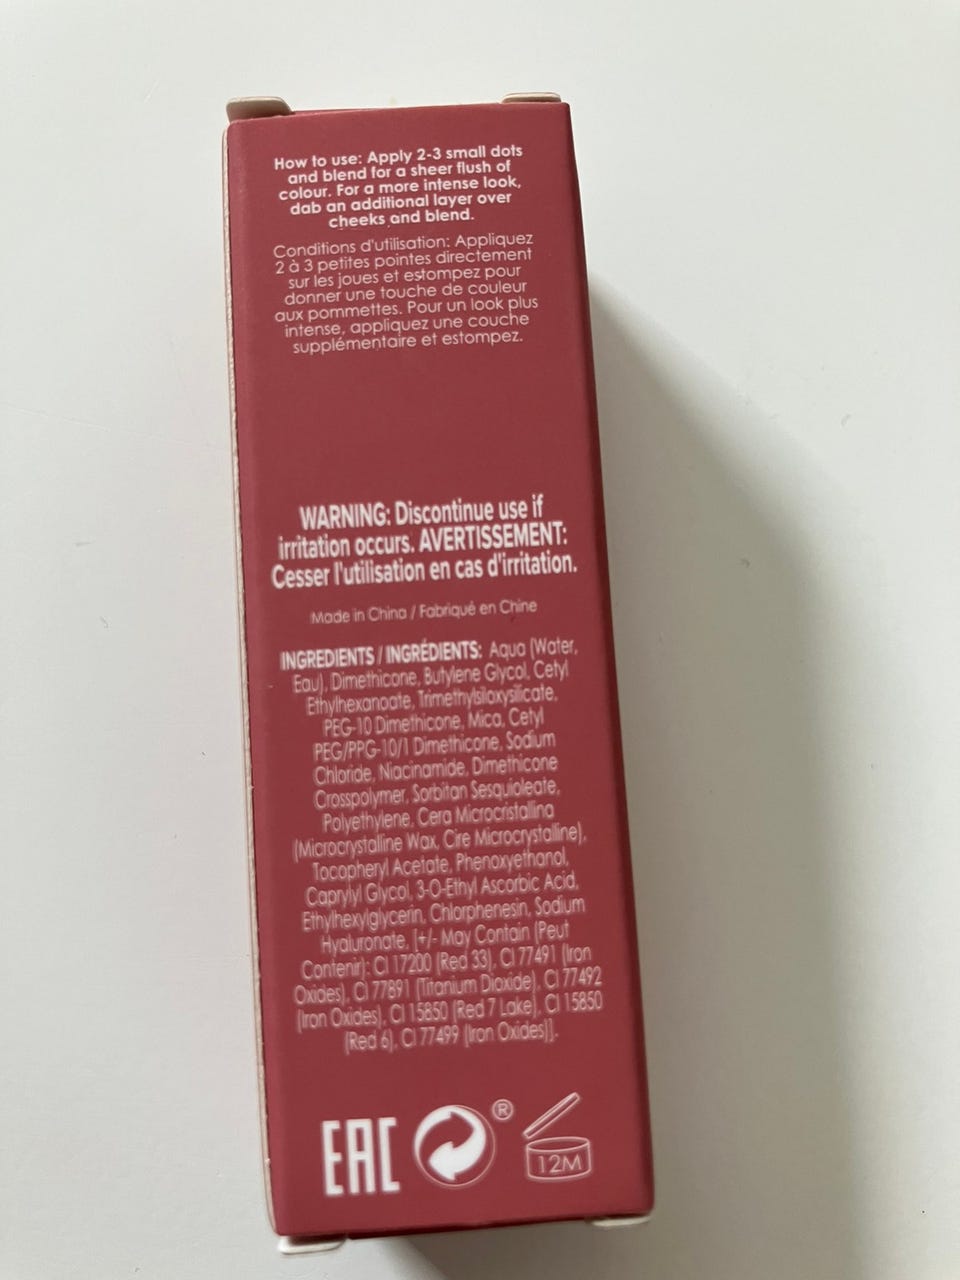 How to use: Apply 2-3 small dots
and blend for a sheer flush of
colour. For a more intense look,
dab an additional layer over
cheeks and blend.
Conditions d'utilisation: Appliquez
2 à 3 petites pointes directement
sur les joues et estompez pour
donner une touche de couleur
aux pommettes. Pour un look plus
intense, appliquez une couche
supplémentaire et estompez.
WARNING: Discontinue use if
irritation occurs. AVERTISSEMENT:
Cesser l'utilisation en cas d'irritation.
Made in China / Fabriqué en Chine
INGREDIENTS / INGRÉDIENTS: Aqua (Water,
Eau), Dimethicone, Butylene Glycol, Cetyl
Ethylhexanoate, Trimethylsiloxysilicate,
PEG-10 Dimethicone, Mica, Cetyl
PEG/PPG-10/1 Dimethicone, Sodium
Chloride, Niacinamide, Dimethicone
Crosspolymer, Sorbitan Sesquioleate,
Polyethylene, Cera Microcristallina
(Microcrystalline Wax, Cire Microcrystalline),
Tocopheryl Acetate, Phenoxyethanol,
Caprylyl Glycol, 3-O-Ethyl Ascorbic Acid,
Ethylhexylglycerin, Chlorphenesin, Sodium
Hyaluronate, [+/- May Contain (Peut
Contenir): CI 17200 (Red 33), CI 77491 (Iron
Oxides), CI 77891 (Titanium Dioxide), CI 77492
(Iron Oxides), CI 15850 (Red 7 Lake), CI 15850
(Red 6), CI 77499 (Iron Oxides)].
EAC ® 12M